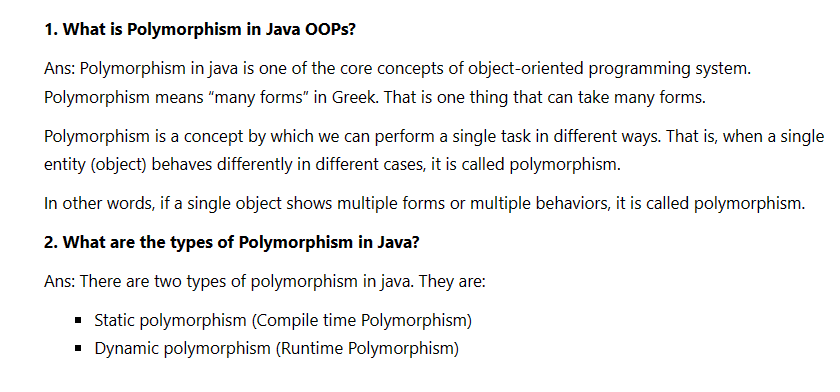 1. What is Polymorphism in Java OOPs?
Ans: Polymorphism in java is one of the core concepts of object-oriented programming system.
Polymorphism means “many forms” in Greek. That is one thing that can take many forms.
Polymorphism is a concept by which we can perform a single task in different ways. That is, when a single
entity (object) behaves differently in different cases, it is called polymorphism.
In other words, if a single object shows multiple forms or multiple behaviors, it is called polymorphism.
2. What are the types of Polymorphism in Java?
Ans: There are two types of polymorphism in java. They are:
▪ Static polymorphism (Compile time Polymorphism)
▪ Dynamic polymorphism (Runtime Polymorphism)